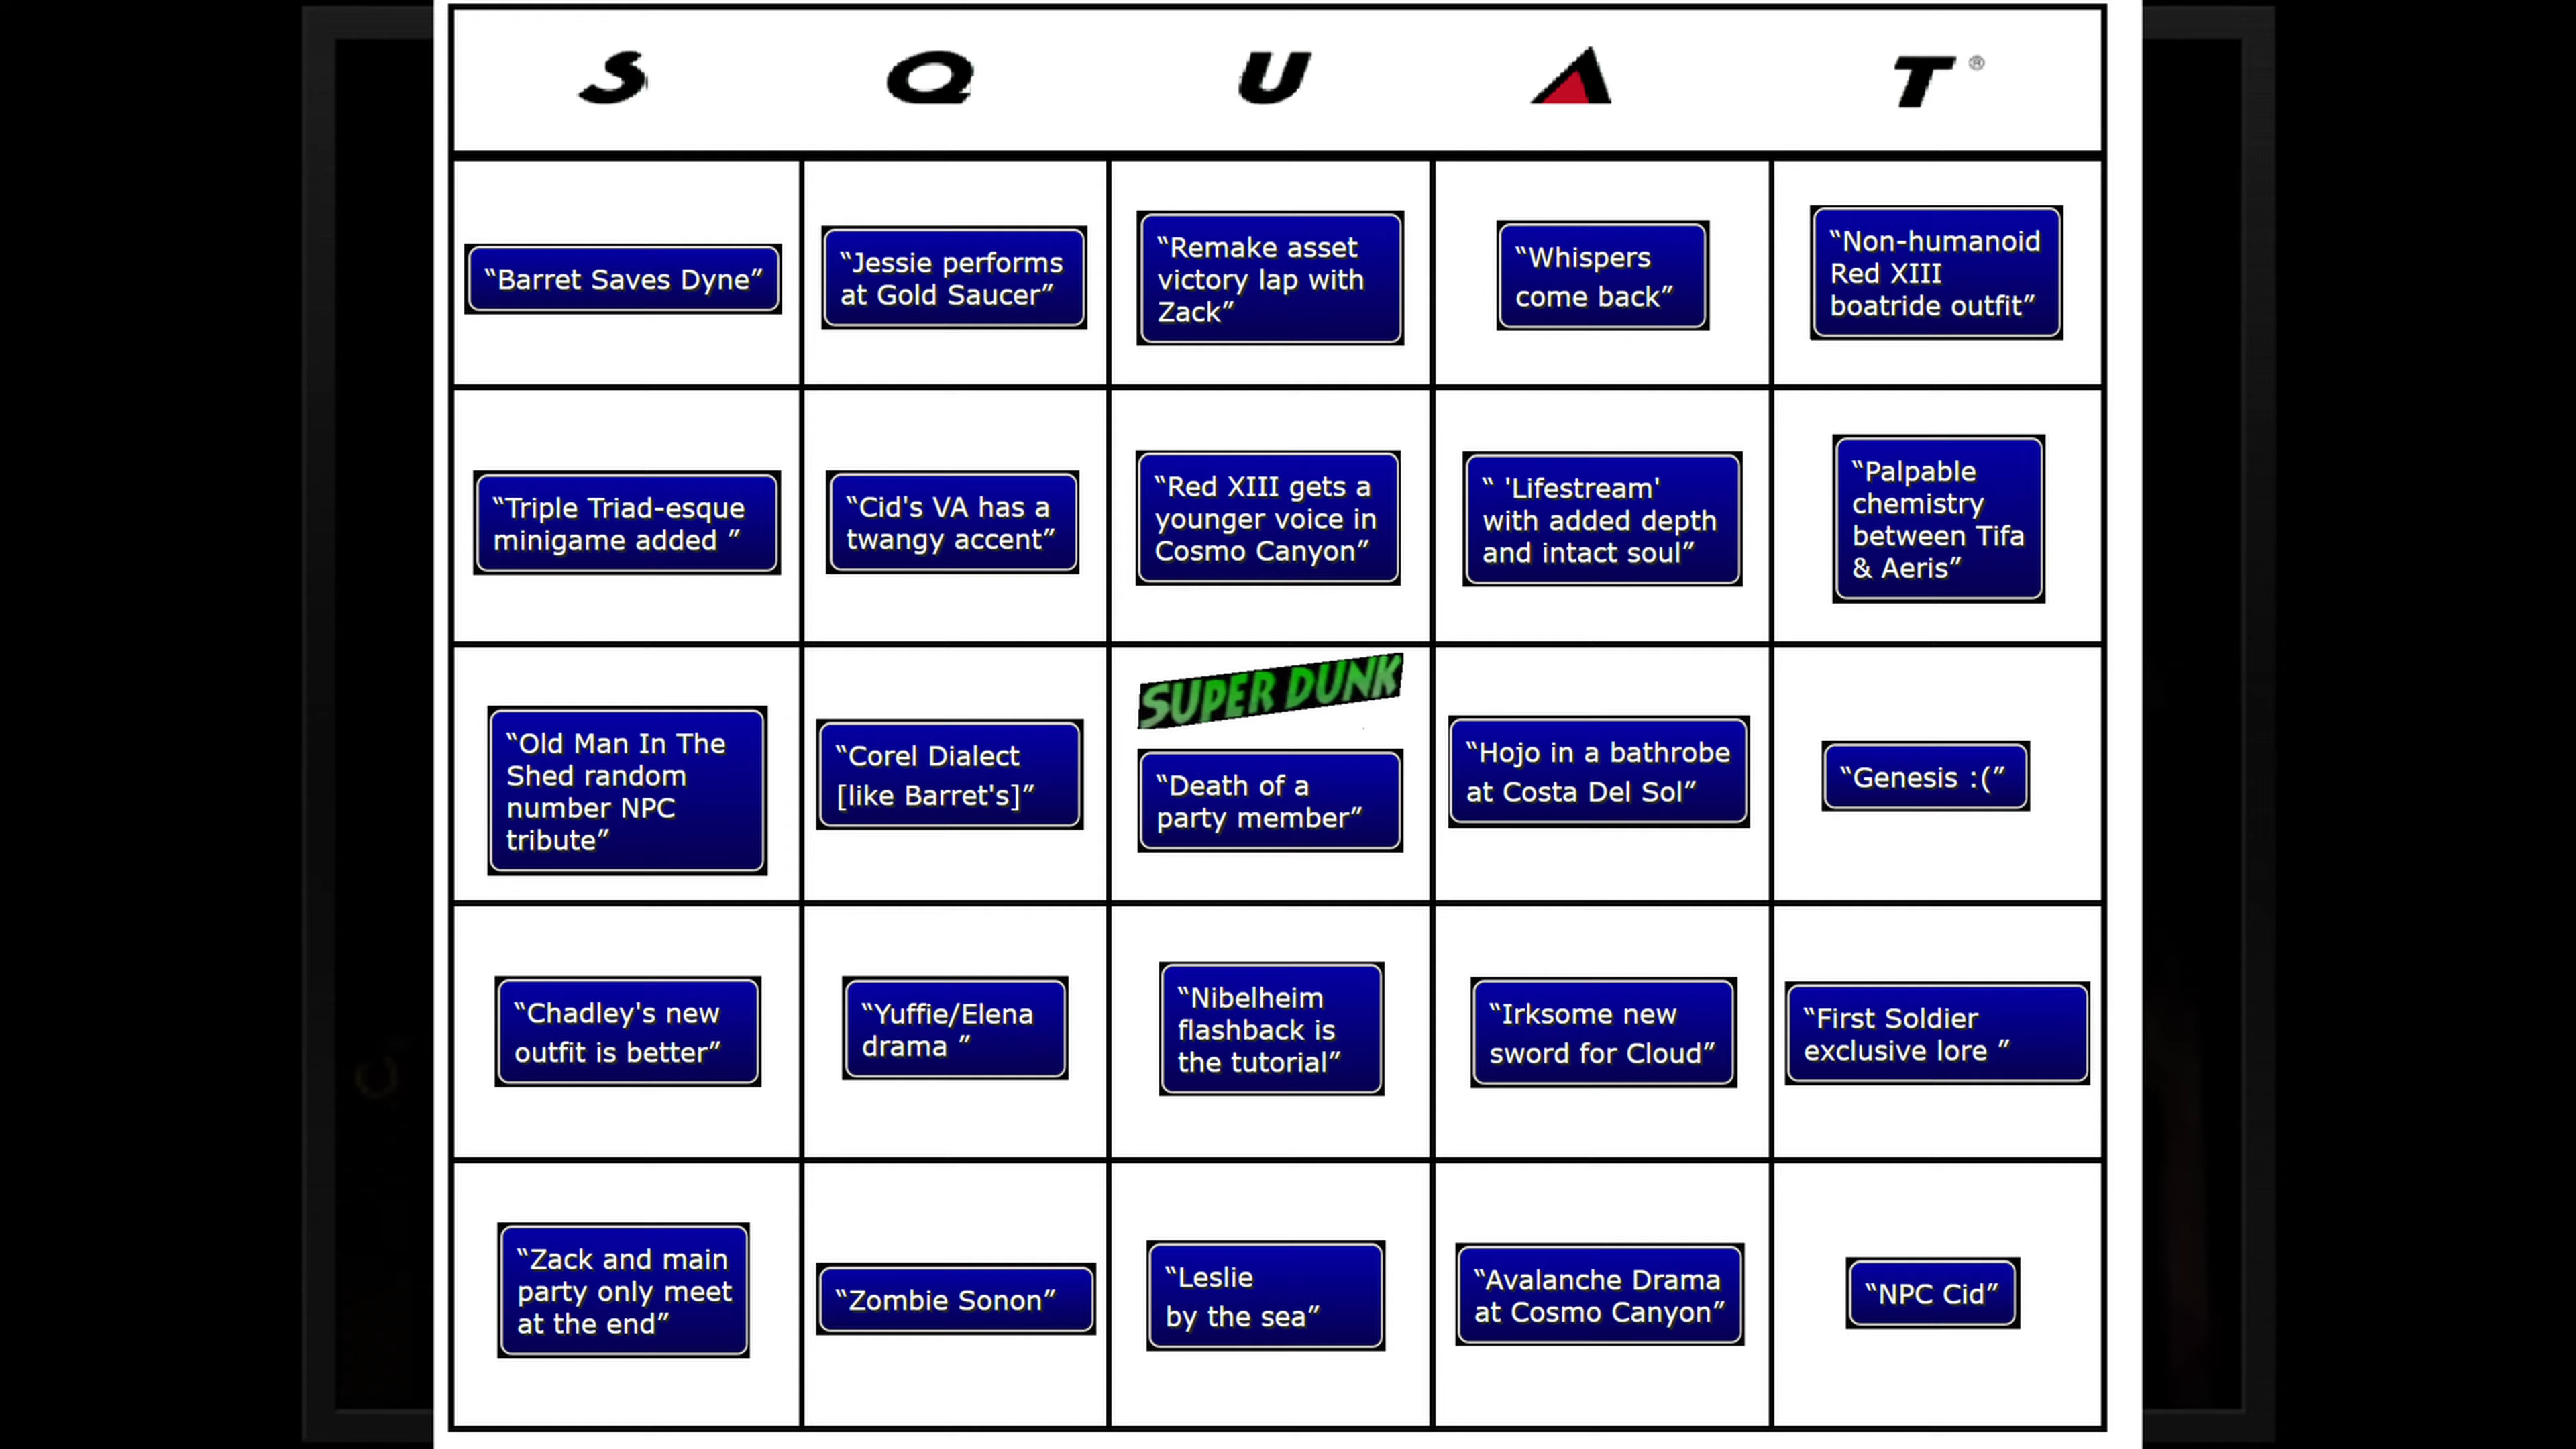 S Q U A T ®
“Barret Saves Dyne”
“Jessie performs
at Gold Saucer”
“Remake asset
victory lap with
Zack”
“Whispers
come back”
“Non-humanoid
Red XIII
boatride outfit”
“Triple Triad-esque
minigame added ”
“Cid's VA has a
twangy accent”
“Red XIII gets a
younger voice in
Cosmo Canyon”
“ 'Lifestream'
with added depth
and intact soul”
“Palpable
chemistry
between Tifa
& Aeris”
“Old Man In The
Shed random
number NPC
tribute”
“Corel Dialect
[like Barret's]”
SUPER DUNK
“Death of a
party member”
“Hojo in a bathrobe
at Costa Del Sol”
“Genesis :(”
“Chadley's new
outfit is better”
“Yuffie/Elena
drama ”
“Nibelheim
flashback is
the tutorial”
“Irksome new
sword for Cloud”
“First Soldier
exclusive lore ”
“Zack and main
party only meet
at the end”
“Zombie Sonon”
“Leslie
by the sea”
“Avalanche Drama
at Cosmo Canyon”
“NPC Cid”